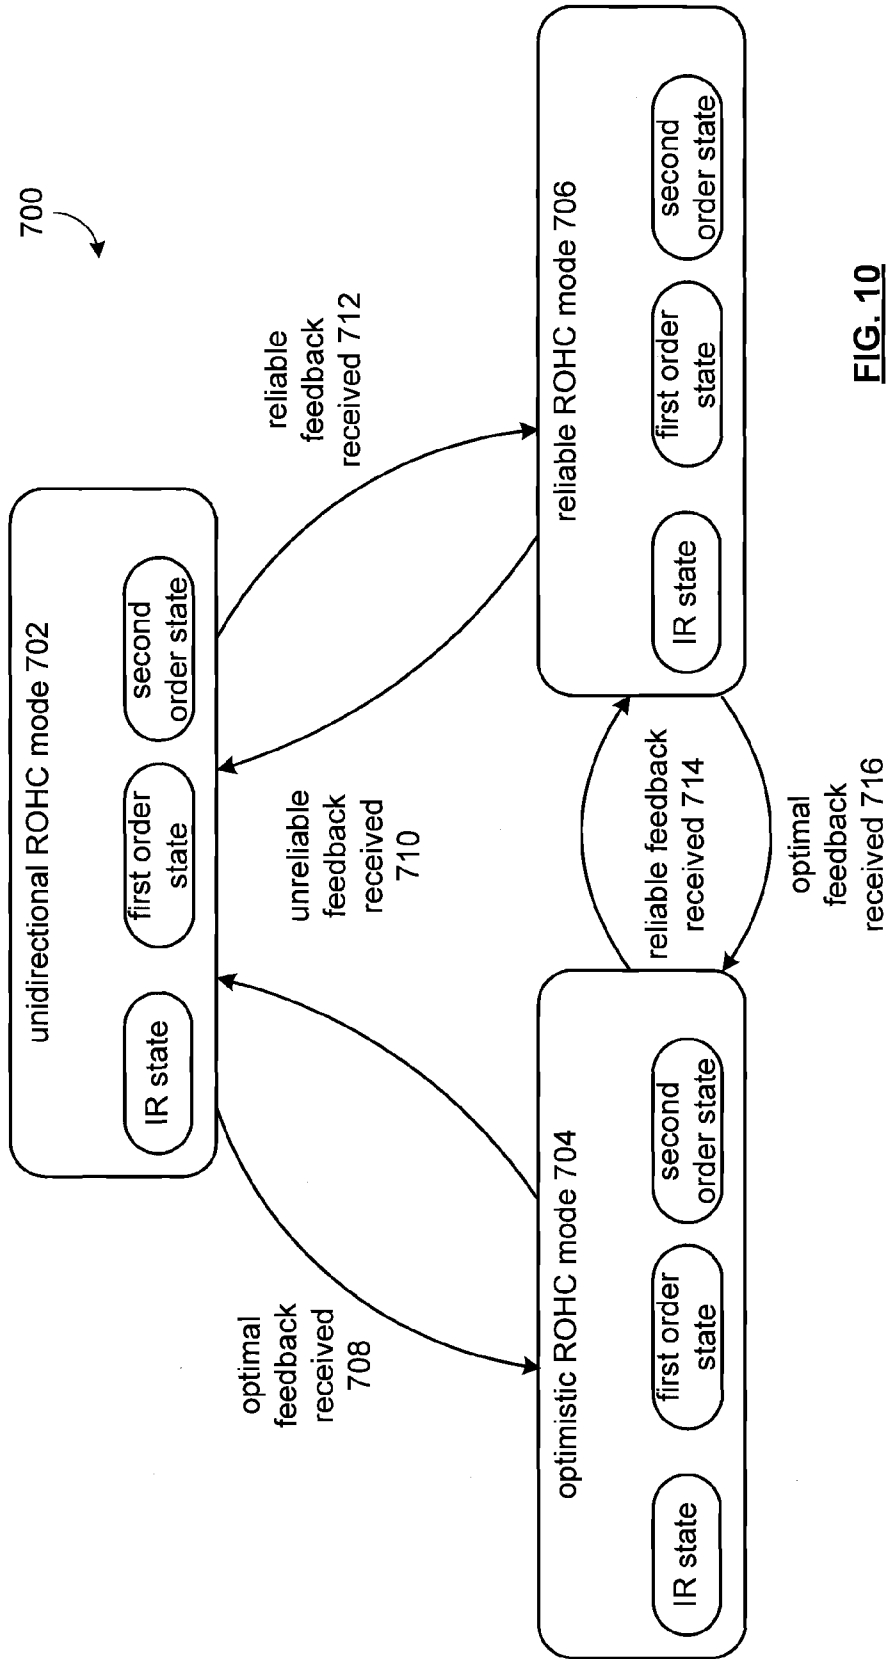 700
unidirectional ROHC mode 702
IR state
first order
state
second
order state
optimal
feedback
received
708
unreliable
feedback
received
710
reliable
feedback
received 712
optimistic ROHC mode 704
IR state
first order
state
second
order state
reliable feedback
received 714
optimal
feedback
received 716
reliable ROHC mode 706
IR state
first order
state
second
order state
FIG. 10